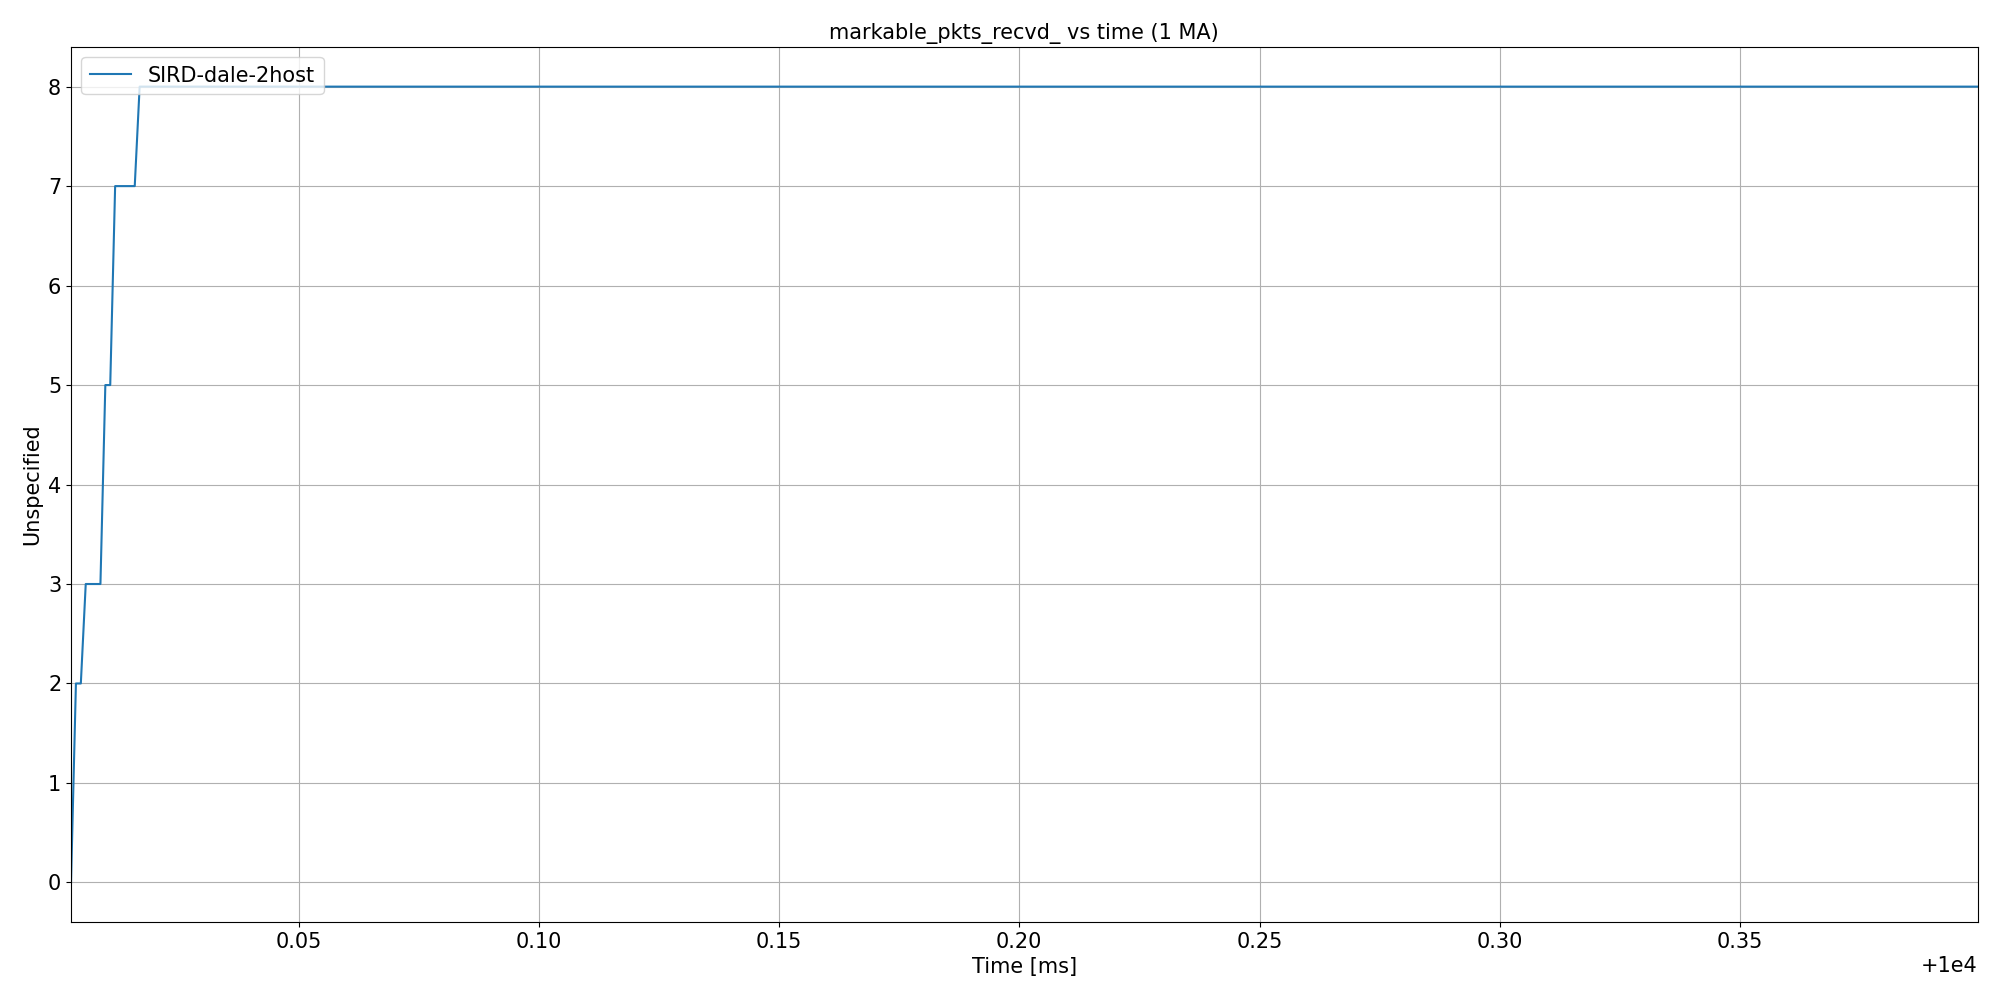 markable_pkts_recvd_ vs time (1 MA)
SIRD-dale-2host
8
7
6
5
4
3
2
1
0
Unspecified
0.05 0.10 0.15 0.20 0.25 0.30 0.35
Time [ms]
+1e4